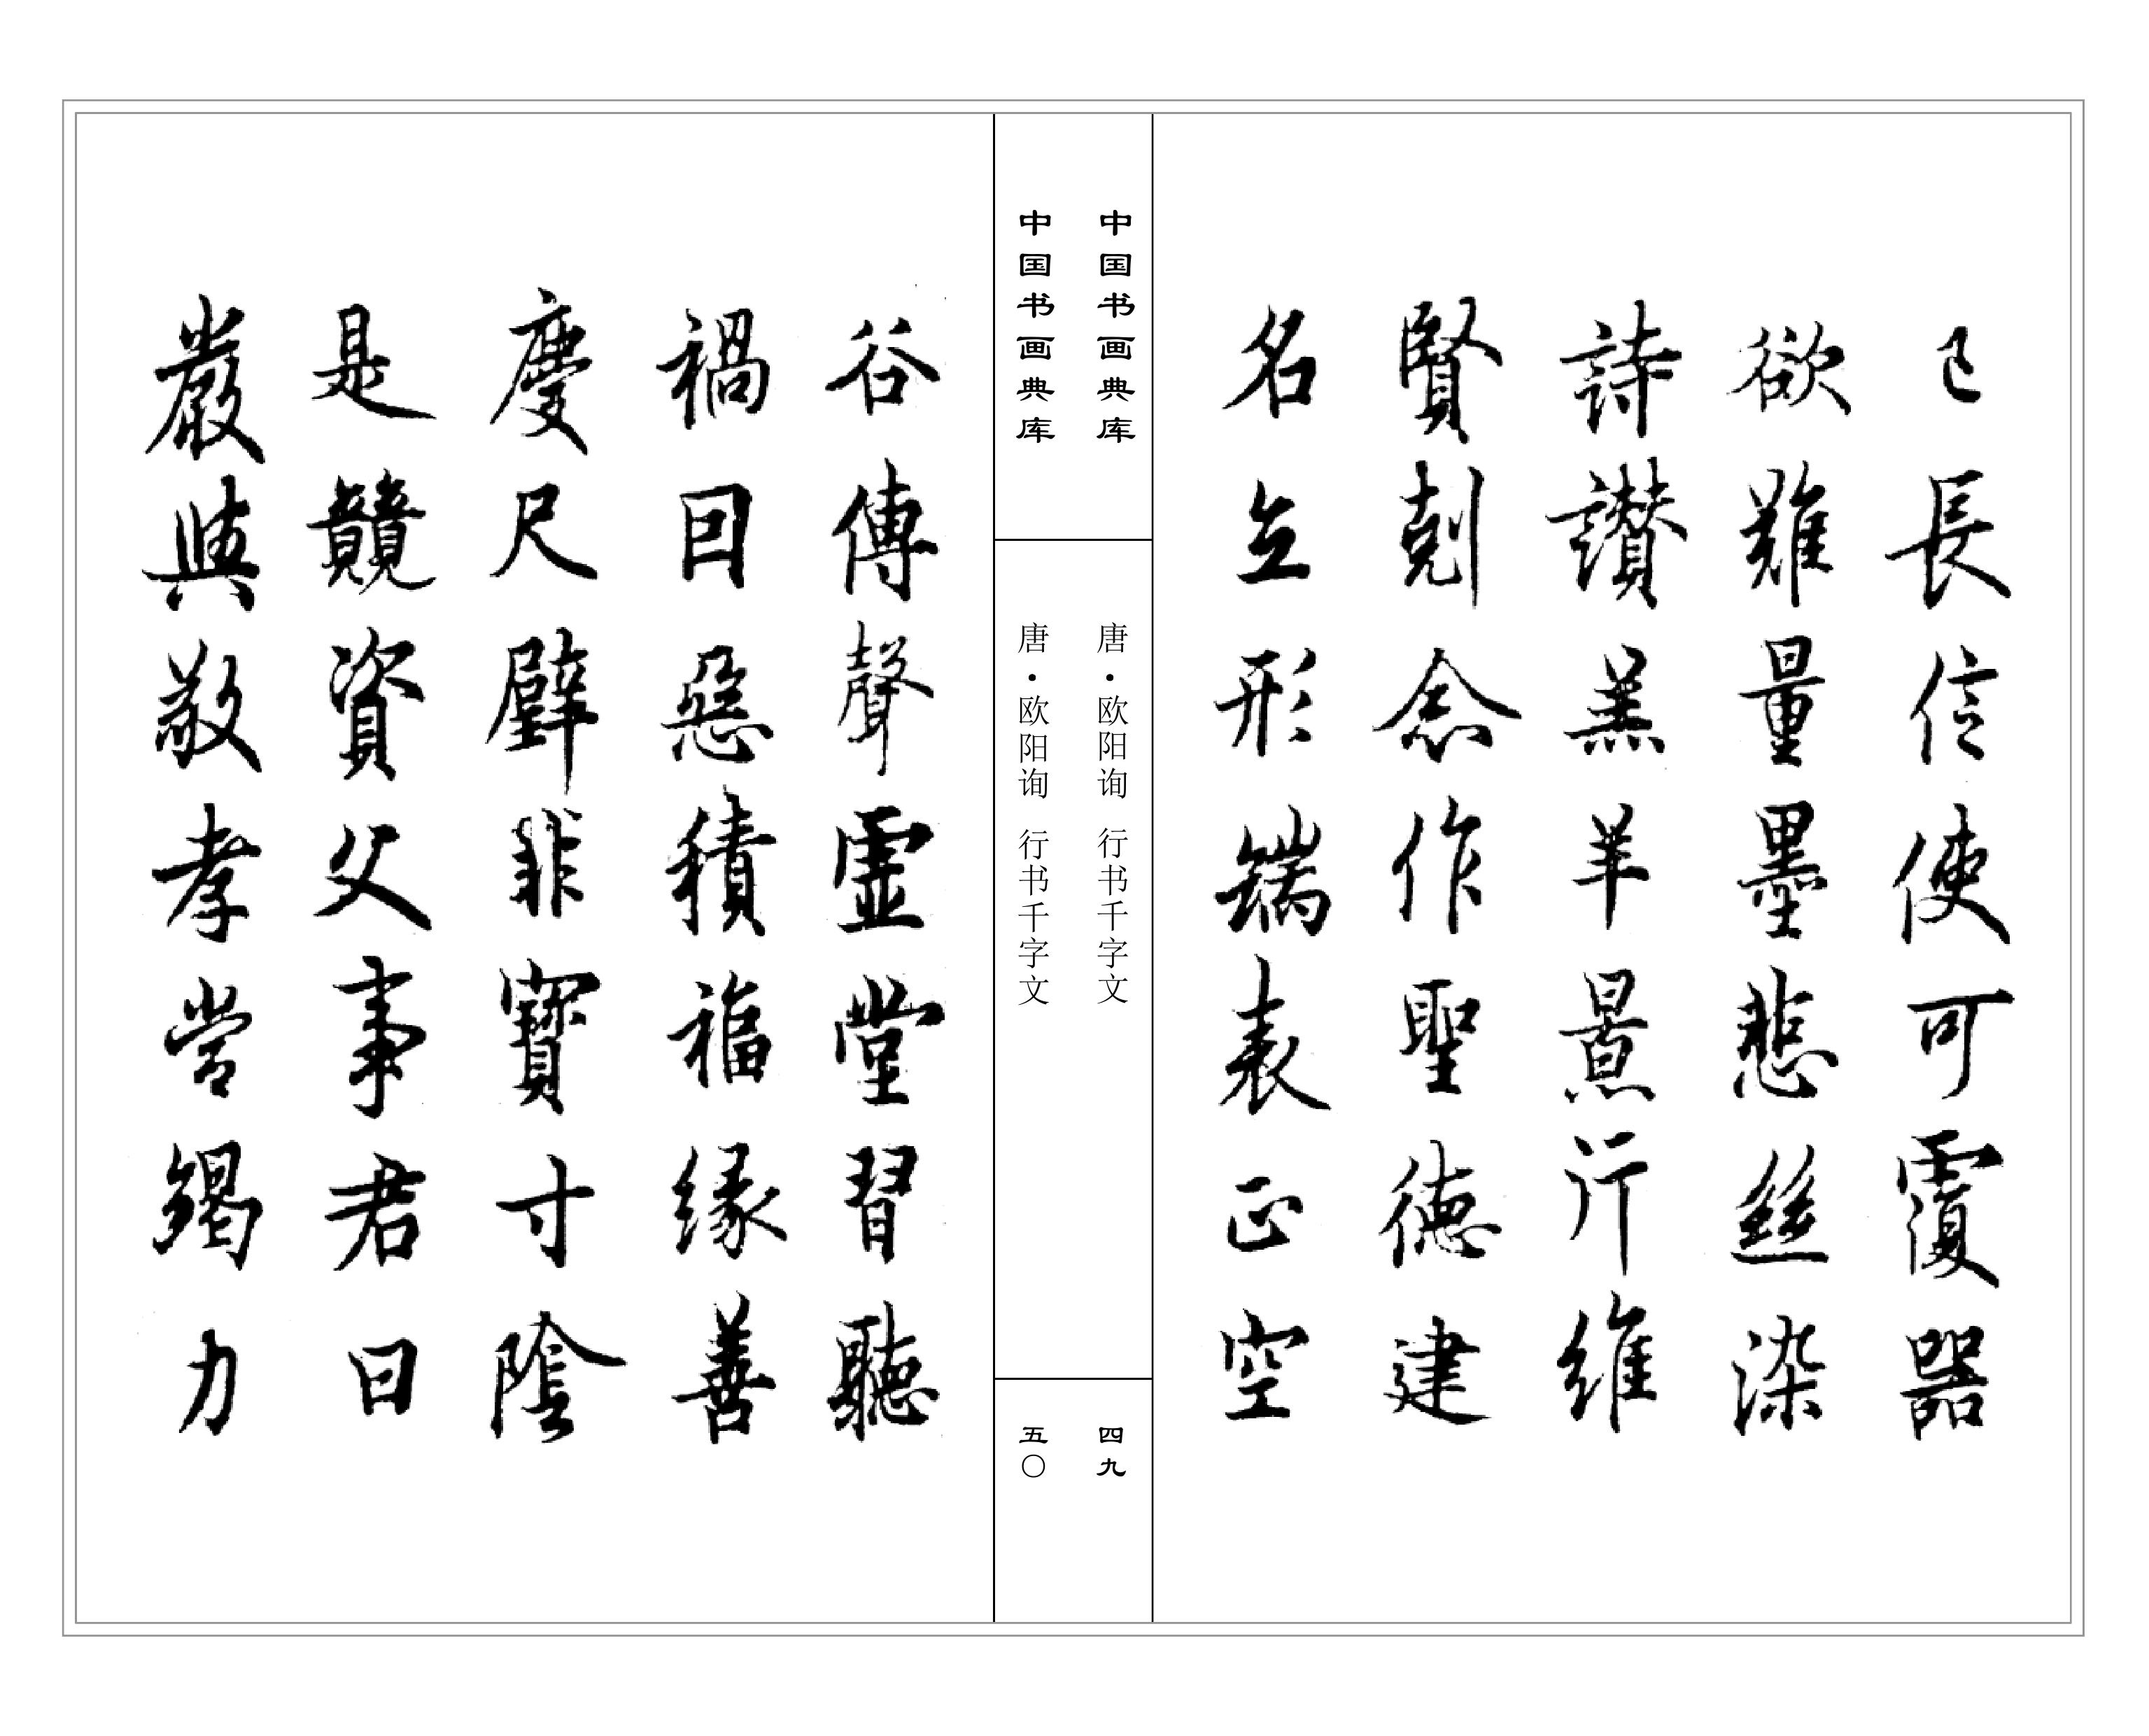 已長信使可覆器
欲難量墨悲絲染
詩讚羔羊景行維
賢剋念作聖德建
名立形端表正空
中国书画典库
唐·欧阳询 行书千字文
四九
中国书画典库
唐·欧阳询 行书千字文
五〇
谷傳聲虛堂習聽
禍因惡積福緣善
慶尺璧非寶寸陰
是競資父事君曰
嚴與敬孝當竭力